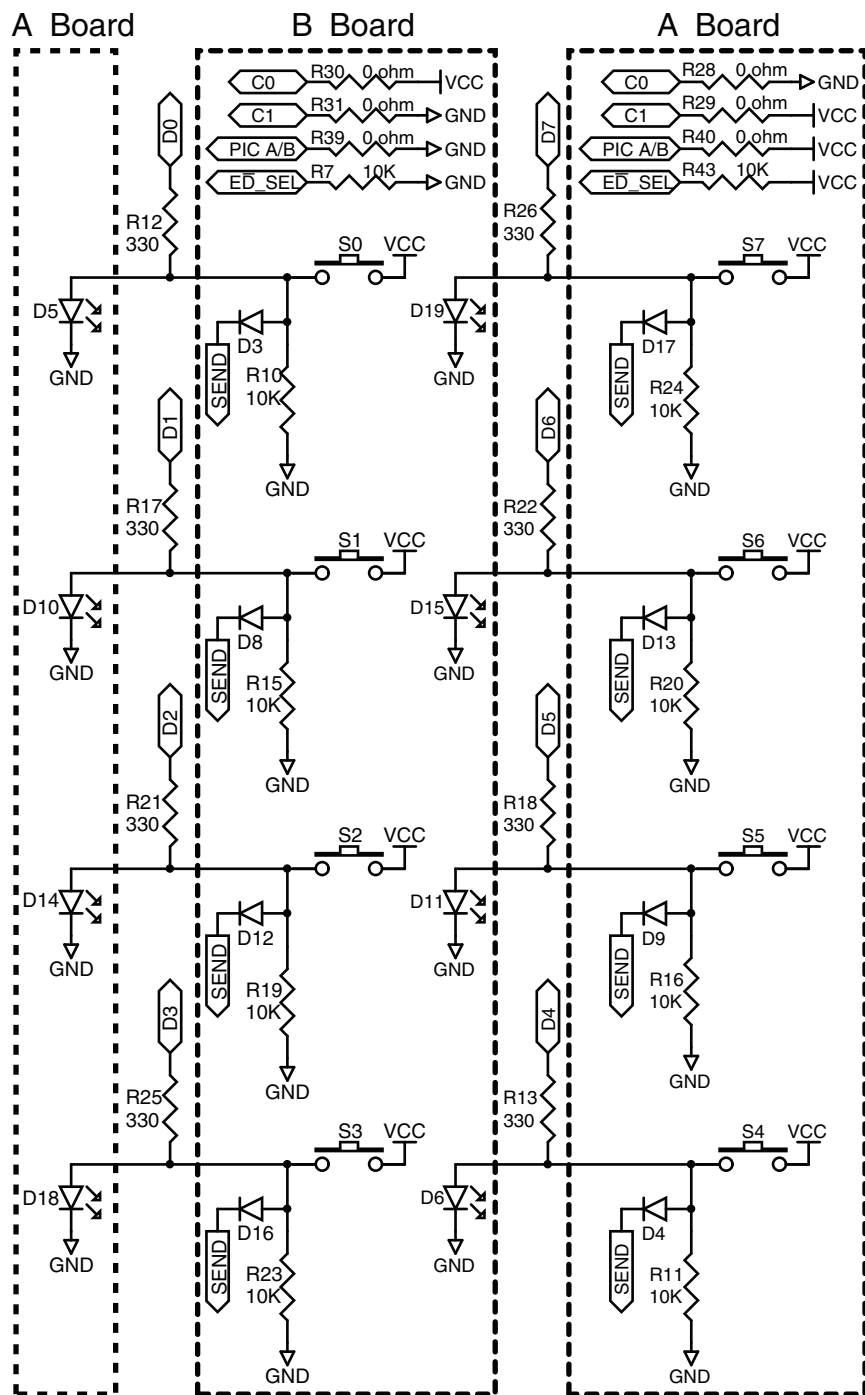 A Board
B Board
A Board
C0 R30 0 ohm VCC
C1 R31 0 ohm GND
PIC A/B R39 0 ohm GND
ED_SEL R7 10K GND
C0 R28 0 ohm GND
C1 R29 0 ohm VCC
PIC A/B R40 0 ohm VCC
ED_SEL R43 10K VCC
D0
R12
330
S0
VCC
D5
GND
D3
SEND
R10
10K
GND
D7
R26
330
S7
VCC
D19
GND
D17
SEND
R24
10K
GND
D1
R17
330
S1
VCC
D10
GND
D8
SEND
R15
10K
GND
D6
R22
330
S6
VCC
D15
GND
D13
SEND
R20
10K
GND
D2
R21
330
S2
VCC
D14
GND
D12
SEND
R19
10K
GND
D5
R18
330
S5
VCC
D11
GND
D9
SEND
R16
10K
GND
D3
R25
330
S3
VCC
D18
GND
D16
SEND
R23
10K
GND
D4
R13
330
S4
VCC
D6
GND
D4
SEND
R11
10K
GND